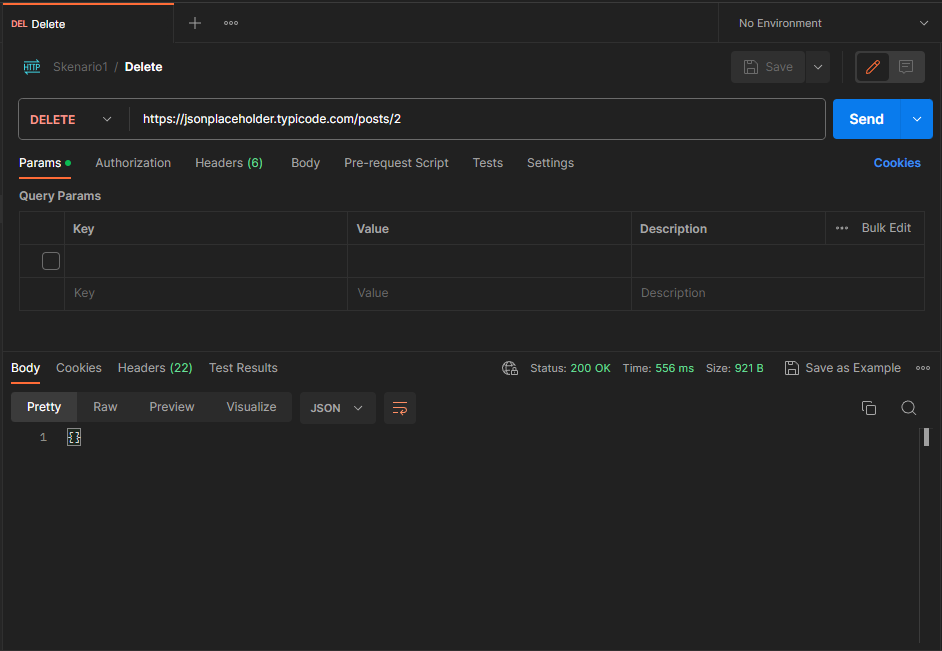 DEL Delete
No Environment
HTTP Skenario1 / Delete
Save
DELETE https://jsonplaceholder.typicode.com/posts/2
Send
Params Authorization Headers (6) Body Pre-request Script Tests Settings Cookies
Query Params
Key Value Description Bulk Edit
Key Value Description
Body Cookies Headers (22) Test Results Status: 200 OK Time: 556 ms Size: 921 B Save as Example
Pretty Raw Preview Visualize JSON
1 {}